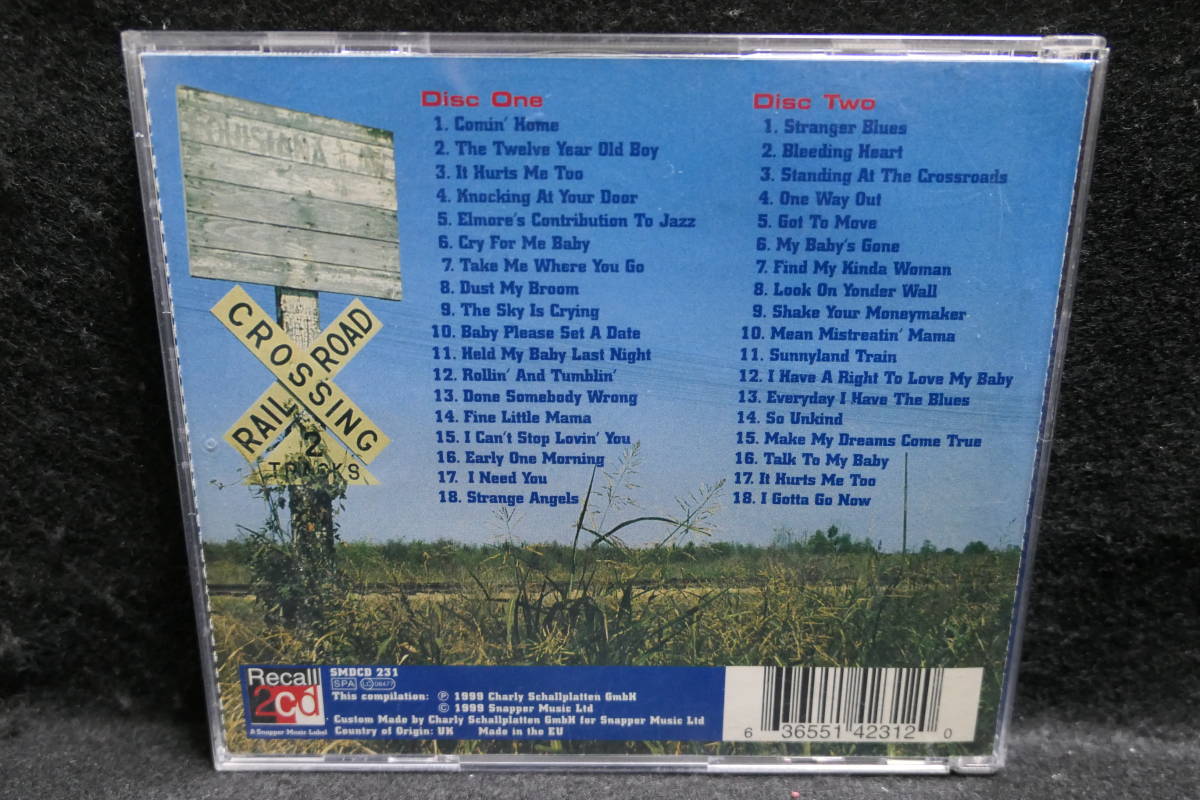 Disc One
1. Comin' Home
2. The Twelve Year Old Boy
3. It Hurts Me Too
4. Knocking At Your Door
5. Elmore's Contribution To Jazz
6. Cry For Me Baby
7. Take Me Where You Go
8. Dust My Broom
9. The Sky Is Crying
10. Baby Please Set A Date
11. Held My Baby Last Night
12. Rollin' And Tumblin'
13. Done Somebody Wrong
14. Fine Little Mama
15. I Can't Stop Lovin' You
16. Early One Morning
17. I Need You
18. Strange Angels
Disc Two
1. Stranger Blues
2. Bleeding Heart
3. Standing At The Crossroads
4. One Way Out
5. Got To Move
6. My Baby's Gone
7. Find My Kinda Woman
8. Look On Yonder Wall
9. Shake Your Moneymaker
10. Mean Mistreatin' Mama
11. Sunnyland Train
12. I Have A Right To Love My Baby
13. Everyday I Have The Blues
14. So Unkind
15. Make My Dreams Come True
16. Talk To My Baby
17. It Hurts Me Too
18. I Gotta Go Now
RAIL ROAD
CROSSING
2
TRACKS
Recall
2cd
A Snapper Music Label
SMDCD 231
SPA LC 08477
This compilation: ℗ 1999 Charly Schallplatten GmbH
© 1999 Snapper Music Ltd
Custom Made by Charly Schallplatten GmbH for Snapper Music Ltd
Country of Origin: UK Made in the EU
6 36551 42312 0